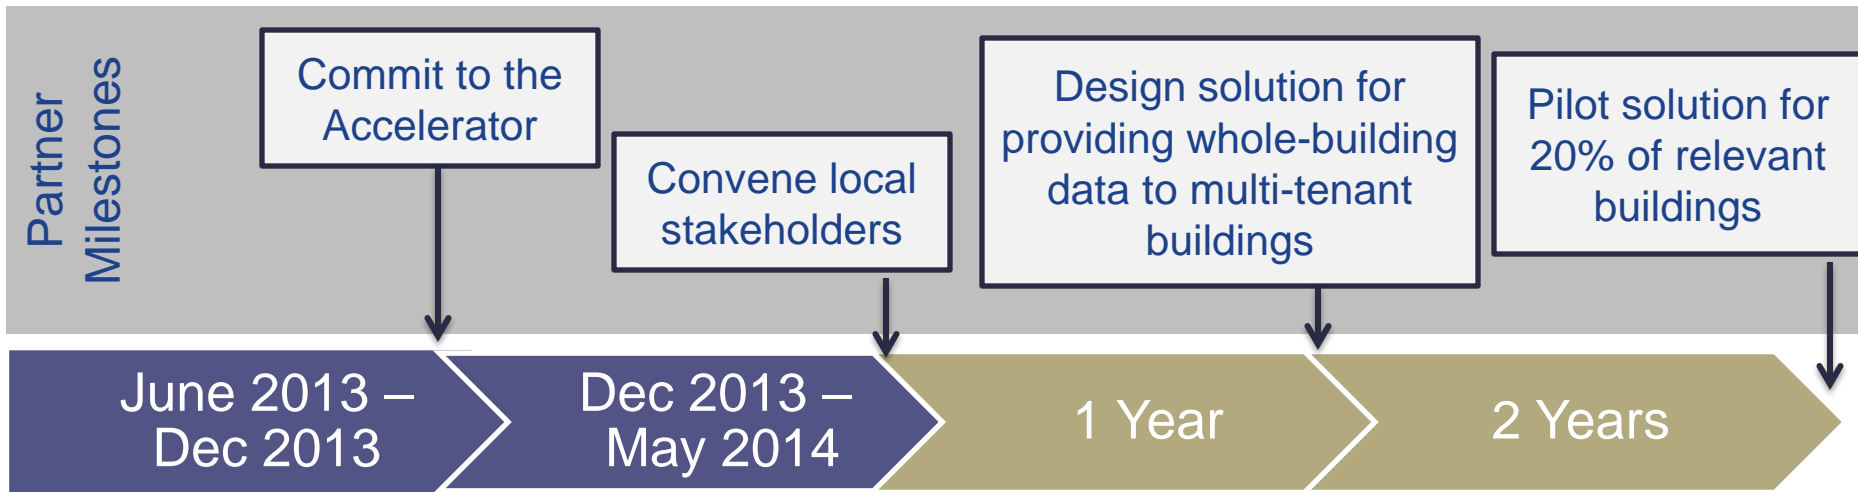 Partner
Milestones
Commit to the
Accelerator
Convene local
stakeholders
Design solution for
providing whole-building
data to multi-tenant
buildings
Pilot solution for
20% of relevant
buildings
June 2013 –
Dec 2013
Dec 2013 –
May 2014
1 Year
2 Years